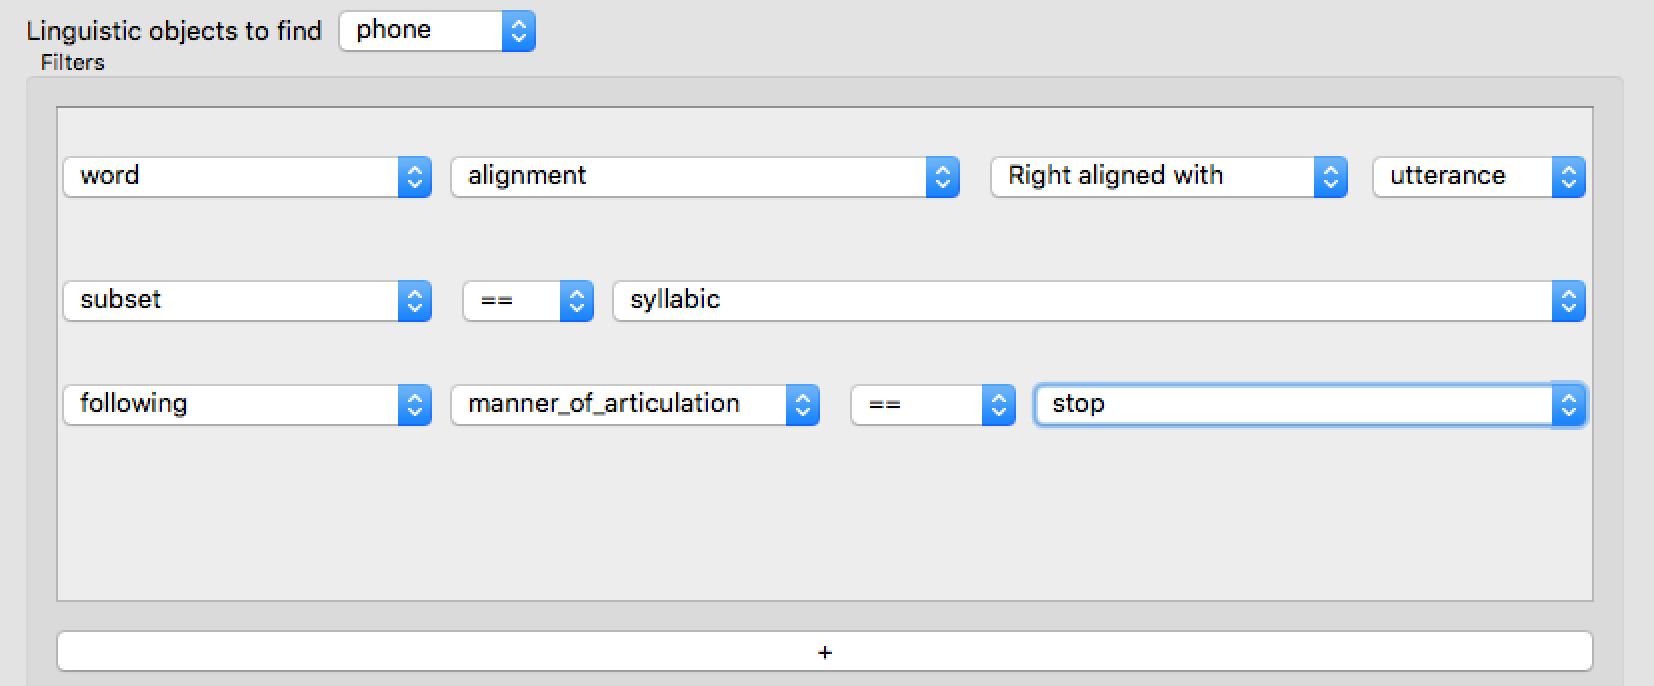 Linguistic objects to find phone
Filters
word alignment Right aligned with utterance
subset == syllabic
following manner_of_articulation == stop
+